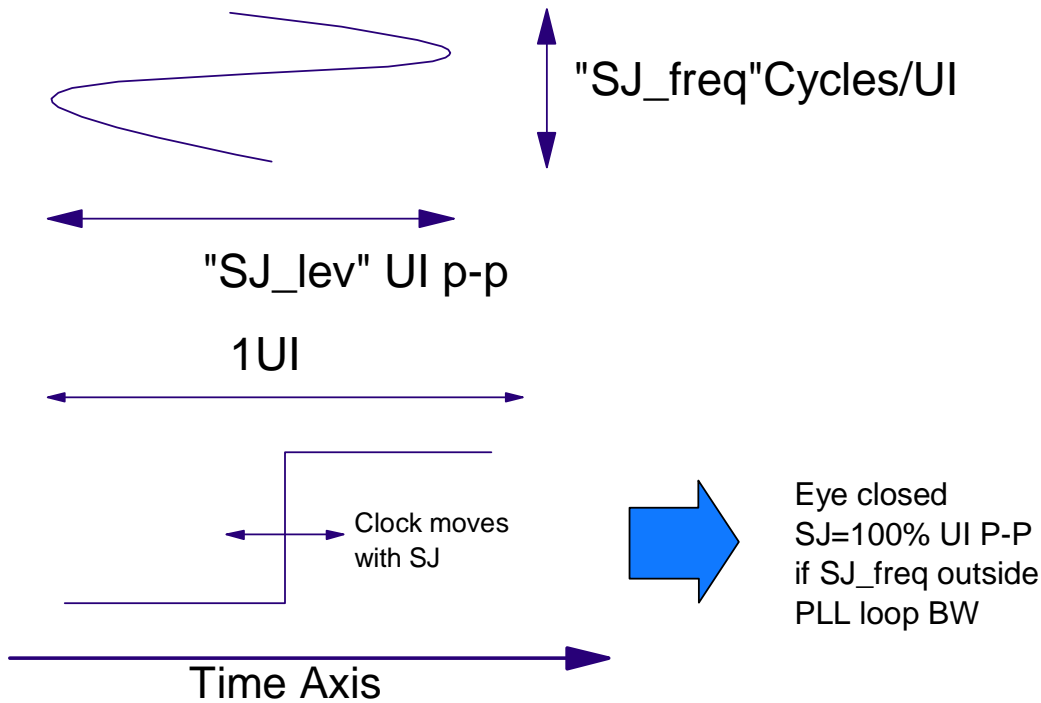 "SJ_freq"Cycles/UI
"SJ_lev" UI p-p
1UI
Clock moves
with SJ
Eye closed
SJ=100% UI P-P
if SJ_freq outside
PLL loop BW
Time Axis